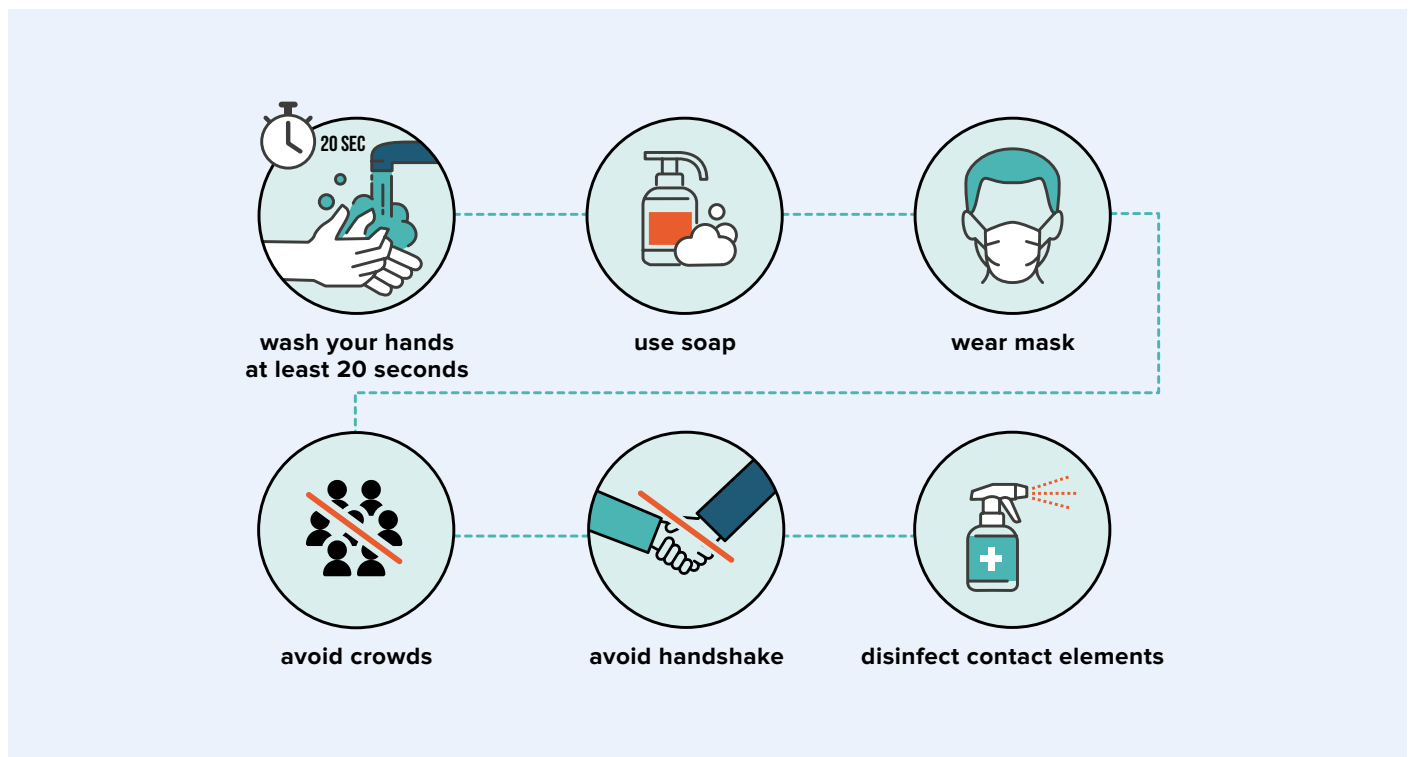 20 SEC
wash your hands
at least 20 seconds
use soap
wear mask
avoid crowds
avoid handshake
disinfect contact elements